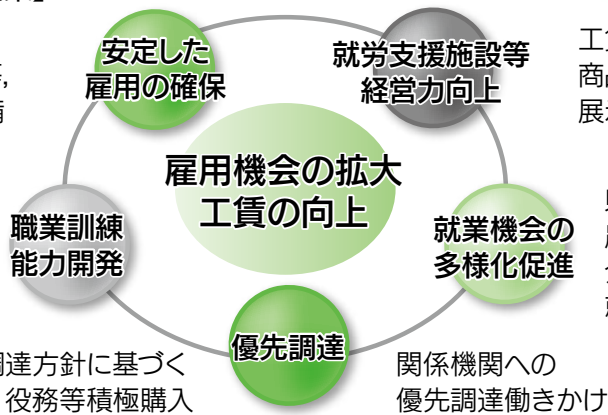 安定した
雇用の確保
就労支援施設等
経営力向上
雇用機会の拡大
工賃の向上
職業訓練
能力開発
就業機会の
多様化促進
優先調達
調達方針に基づく
役務等積極購入
関係機関への
優先調達働きかけ